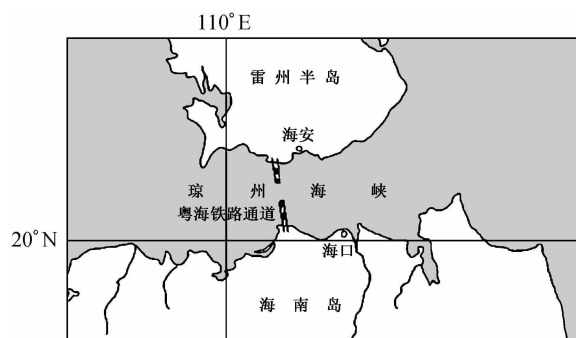 110°E
雷州半岛
海安
琼州海峡
粤海铁路通道
20°N
海口
海南岛